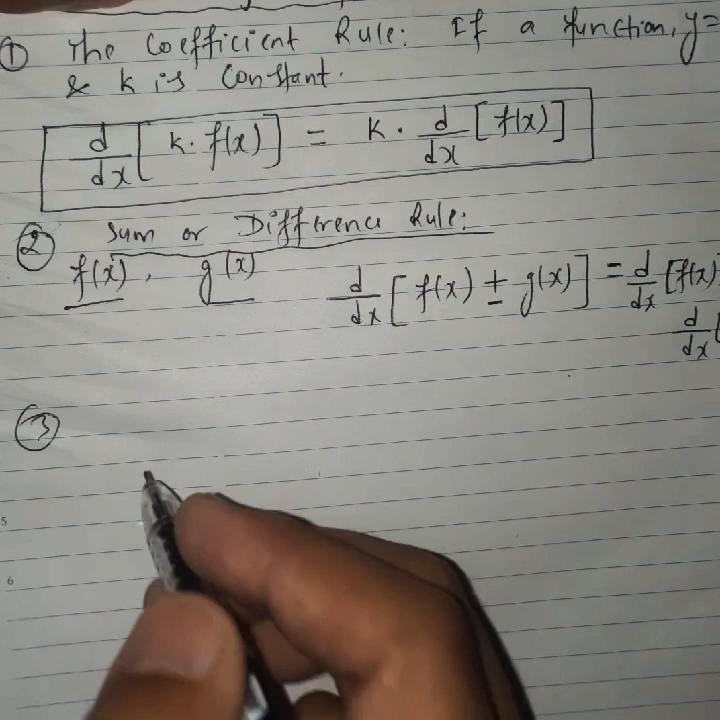 ① The Coefficient Rule: If a function, y=
& k is constant.
d/dx [k. f(x)] = k. d/dx [f(x)]
② Sum or Difference Rule:
f(x), g(x) d/dx [f(x) ± g(x)] = d/dx [f(x)
d/dx [
③
5
6